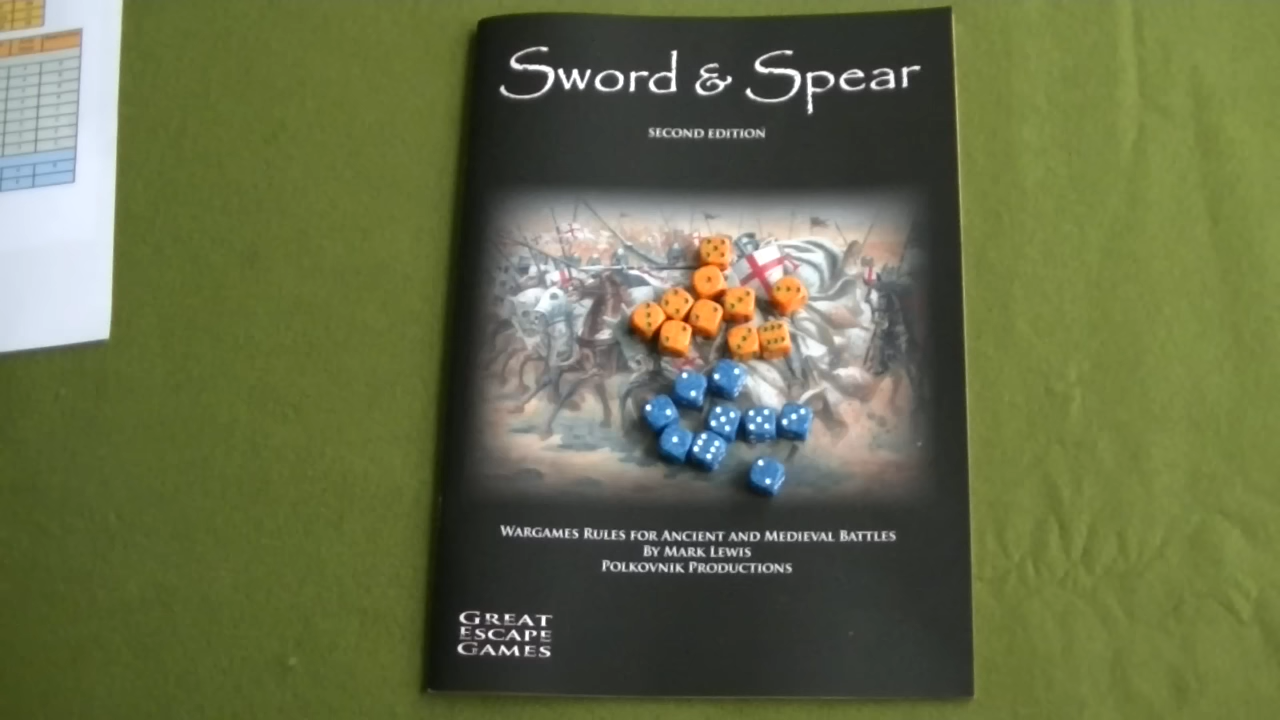 Sword & Spear
SECOND EDITION
WARGAMES RULES FOR ANCIENT AND MEDIEVAL BATTLES
BY MARK LEWIS
POLKOVNIK PRODUCTIONS
GREAT
ESCAPE
GAMES